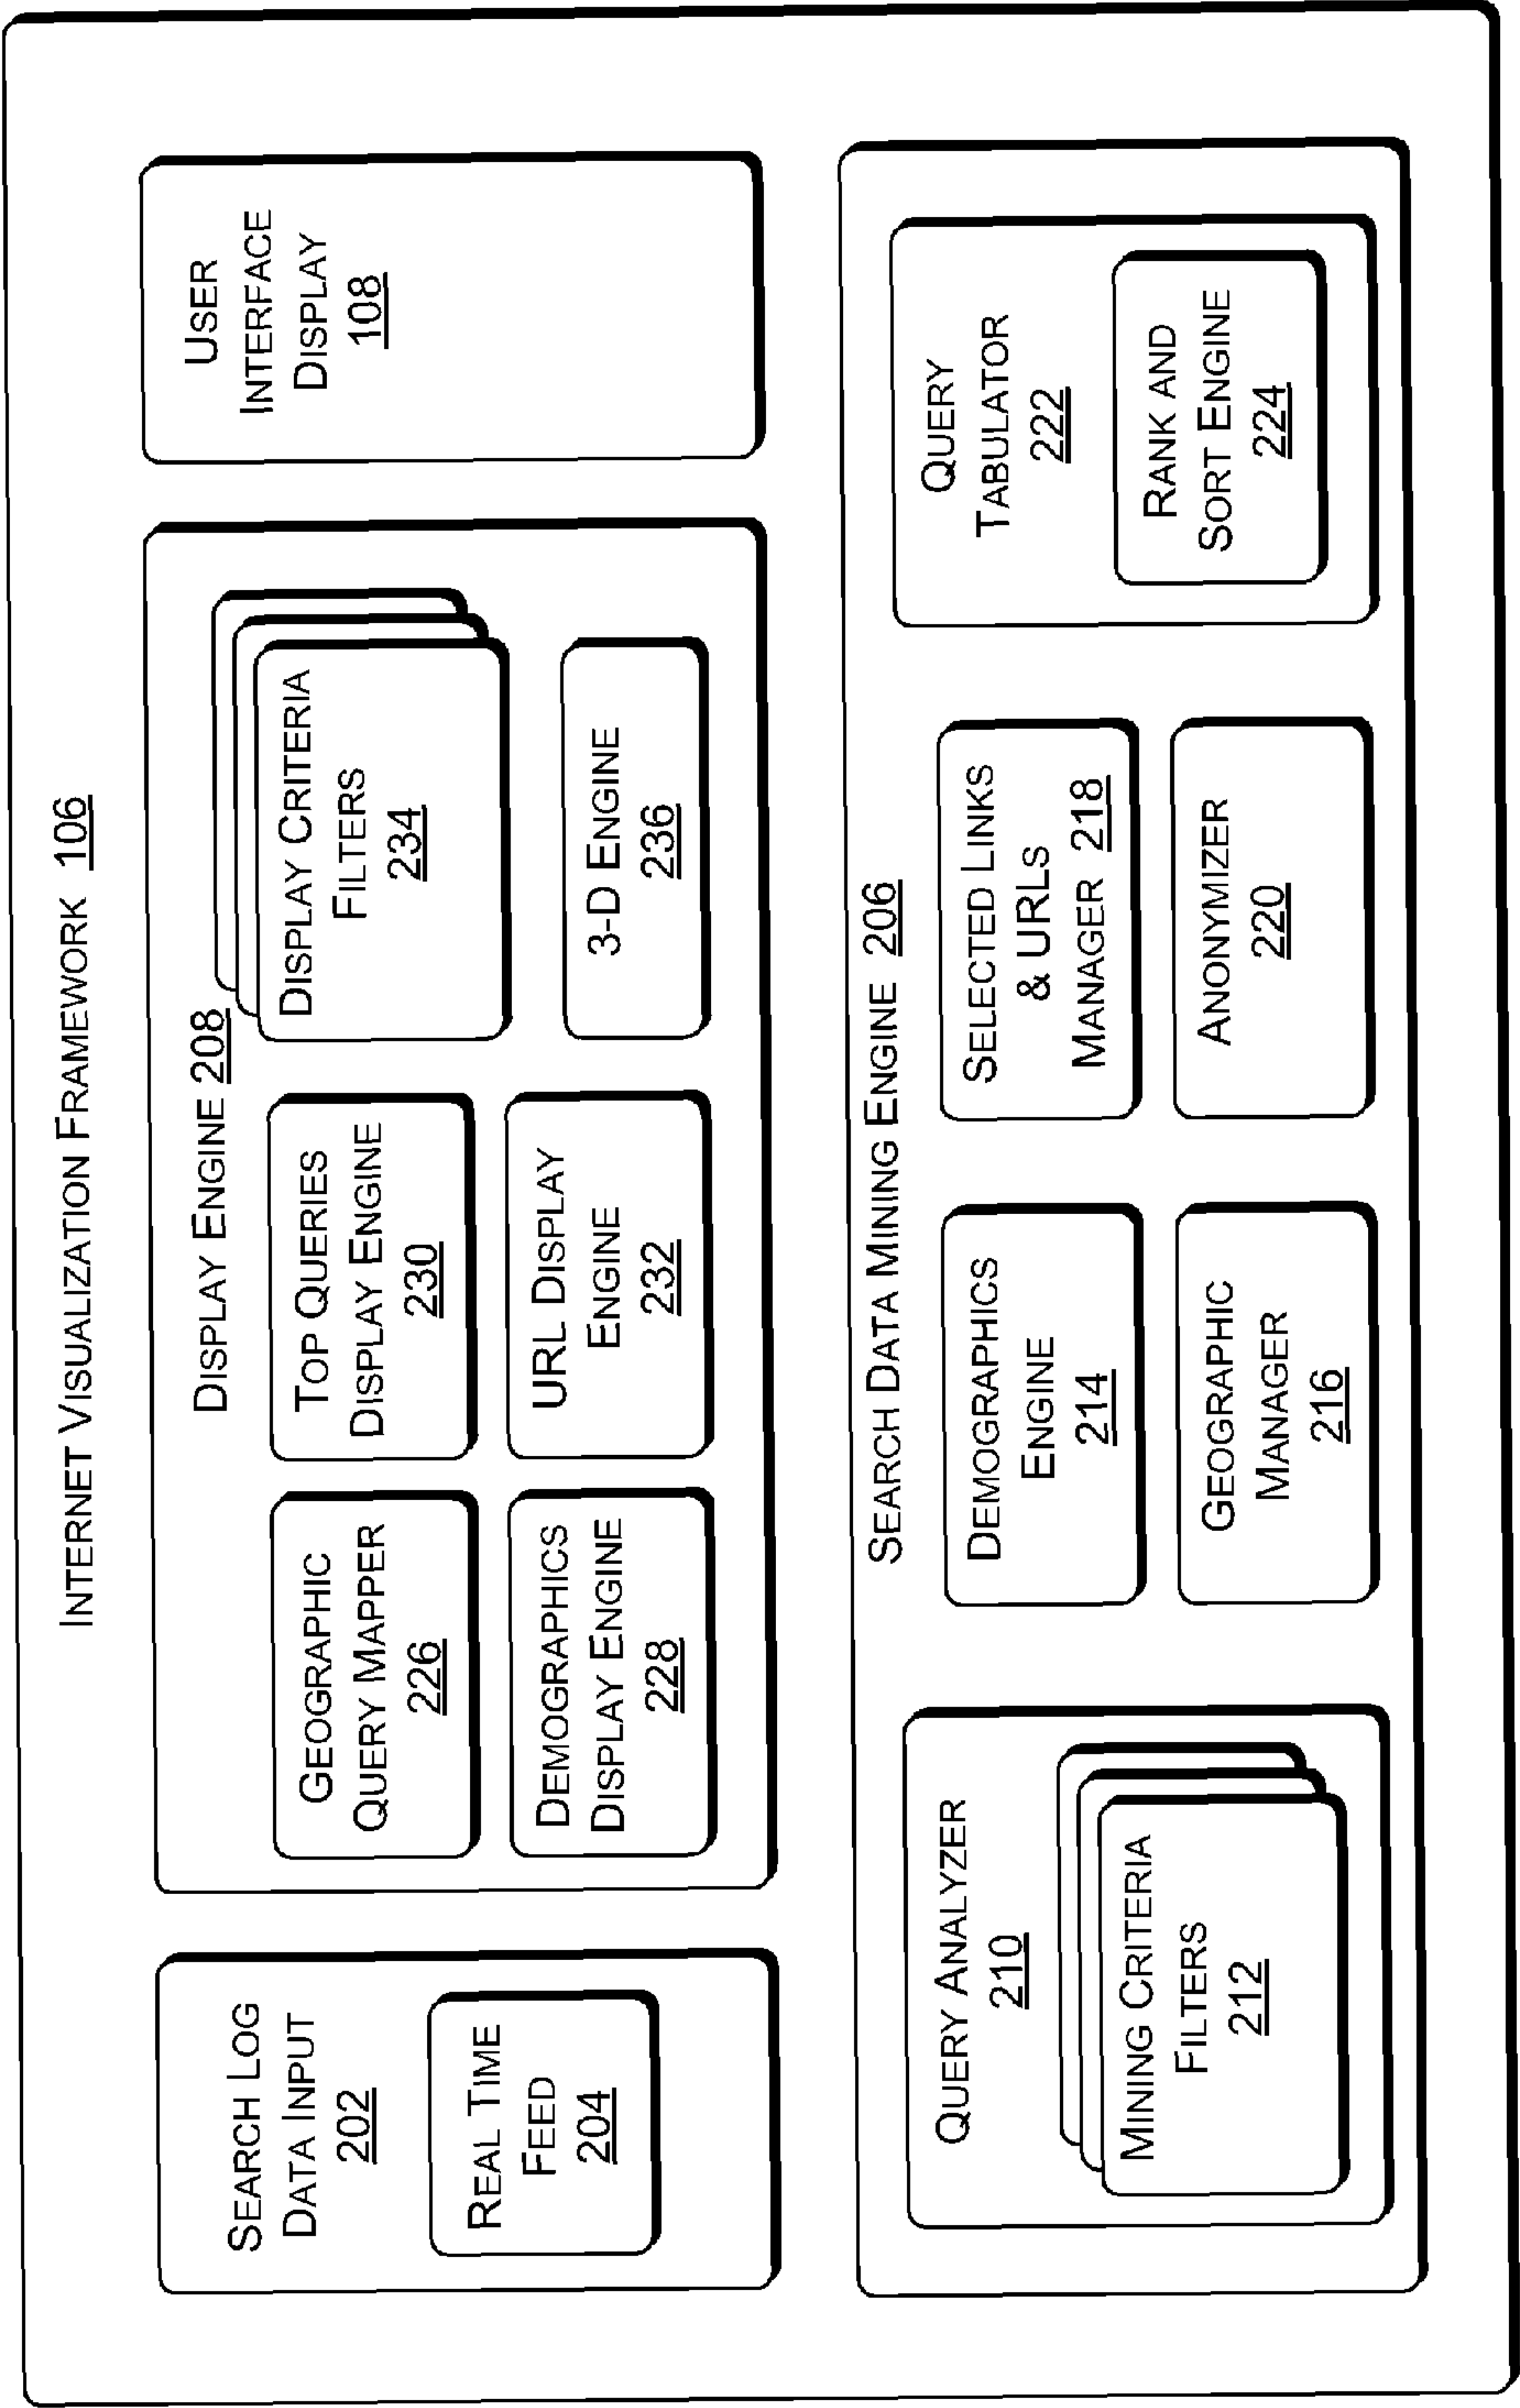 INTERNET VISUALIZATION FRAMEWORK 106
SEARCH LOG
DATA INPUT
202
REAL TIME
FEED
204
DISPLAY ENGINE 208
GEOGRAPHIC
QUERY MAPPER
226
DEMOGRAPHICS
DISPLAY ENGINE
228
TOP QUERIES
DISPLAY ENGINE
230
URL DISPLAY
ENGINE
232
DISPLAY CRITERIA
FILTERS
234
3-D ENGINE
236
USER
INTERFACE
DISPLAY
108
SEARCH DATA MINING ENGINE 206
QUERY ANALYZER
210
MINING CRITERIA
FILTERS
212
DEMOGRAPHICS
ENGINE
214
GEOGRAPHIC
MANAGER
216
SELECTED LINKS
& URLS
MANAGER 218
ANONYMIZER
220
QUERY
TABULATOR
222
RANK AND
SORT ENGINE
224